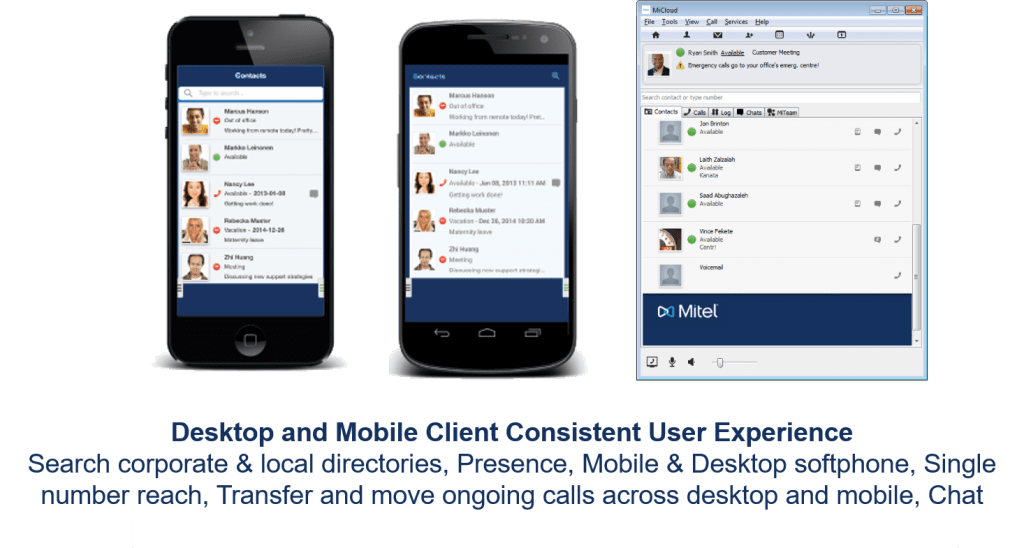 Contacts
Type to search...
Marcus Hanson
Out of office
Working from remote today! Pretty...
Markko Leinonen
Available
Nancy Lee
Available - 2013-01-08
Getting work done!
Rebecka Muster
Vacation - 2014-12-26
Maternity leave
Zhi Huang
Meeting
Discussing new support strategies
Contacts
Marcus Hanson
Out of office
Working from remote today! Pret...
Markko Leinonen
Available
Nancy Lee
Available - Jan 08, 2013 11:11 AM
Getting work done!
Rebecka Muster
Vacation - Dec 26, 2014 10:20 AM
Maternity leave
Zhi Huang
Meeting
Discussing new support strategi...
MiCloud
File Tools View Call Services Help
Ryan Smith Available Customer Meeting
Emergency calls go to your office's emerg. centre!
Search contact or type number
Contacts Calls Log Chats MiTeam
Jon Brinton
Available
Laith Zalzalah
Available
Kanata
Saad Abughazaleh
Available
Vince Pekete
Available
Cantr!
Voicemail
Mitel
Desktop and Mobile Client Consistent User Experience
Search corporate & local directories, Presence, Mobile & Desktop softphone, Single
number reach, Transfer and move ongoing calls across desktop and mobile, Chat